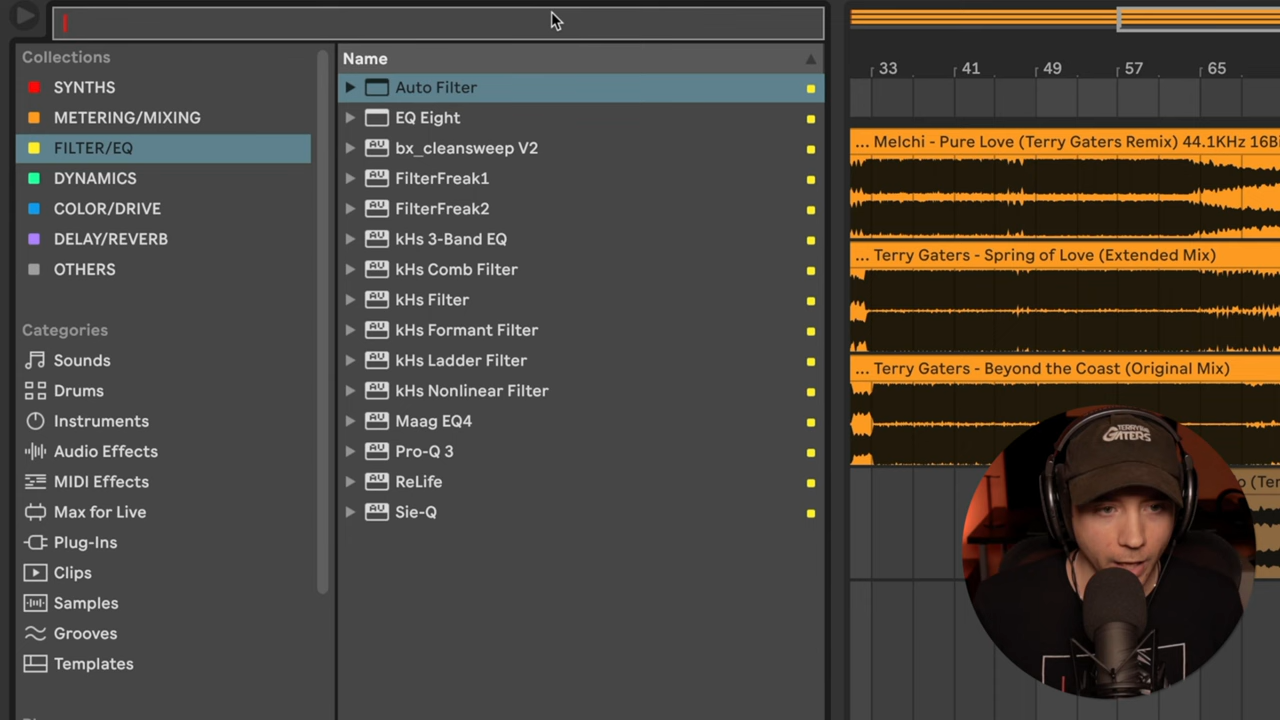 Collections
SYNTHS
METERING/MIXING
FILTER/EQ
DYNAMICS
COLOR/DRIVE
DELAY/REVERB
OTHERS
Categories
Sounds
Drums
Instruments
Audio Effects
MIDI Effects
Max for Live
Plug-Ins
Clips
Samples
Grooves
Templates
Name
Auto Filter
EQ Eight
bx_cleansweep V2
FilterFreak1
FilterFreak2
kHs 3-Band EQ
kHs Comb Filter
kHs Filter
kHs Formant Filter
kHs Ladder Filter
kHs Nonlinear Filter
Maag EQ4
Pro-Q 3
ReLife
Sie-Q
33 41 49 57 65
... Melchi - Pure Love (Terry Gaters Remix) 44.1KHz 16Bi
... Terry Gaters - Spring of Love (Extended Mix)
... Terry Gaters - Beyond the Coast (Original Mix)
o (Ter
TERRY
GATERS